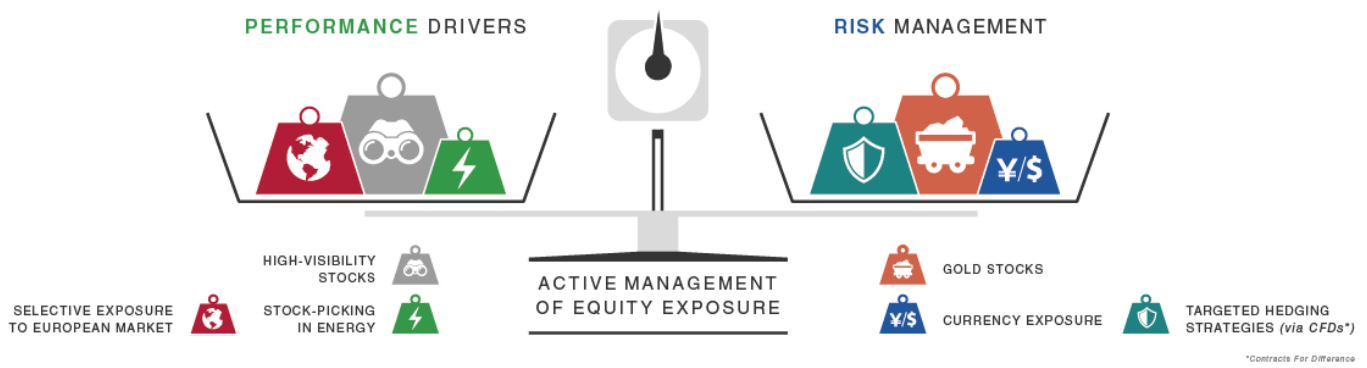 PERFORMANCE DRIVERS
RISK MANAGEMENT
¥/$
HIGH-VISIBILITY
STOCKS
SELECTIVE EXPOSURE
TO EUROPEAN MARKET
STOCK-PICKING
IN ENERGY
ACTIVE MANAGEMENT
OF EQUITY EXPOSURE
GOLD STOCKS
¥/$
CURRENCY EXPOSURE
TARGETED HEDGING
STRATEGIES (via CFDs*)
*Contracts For Difference